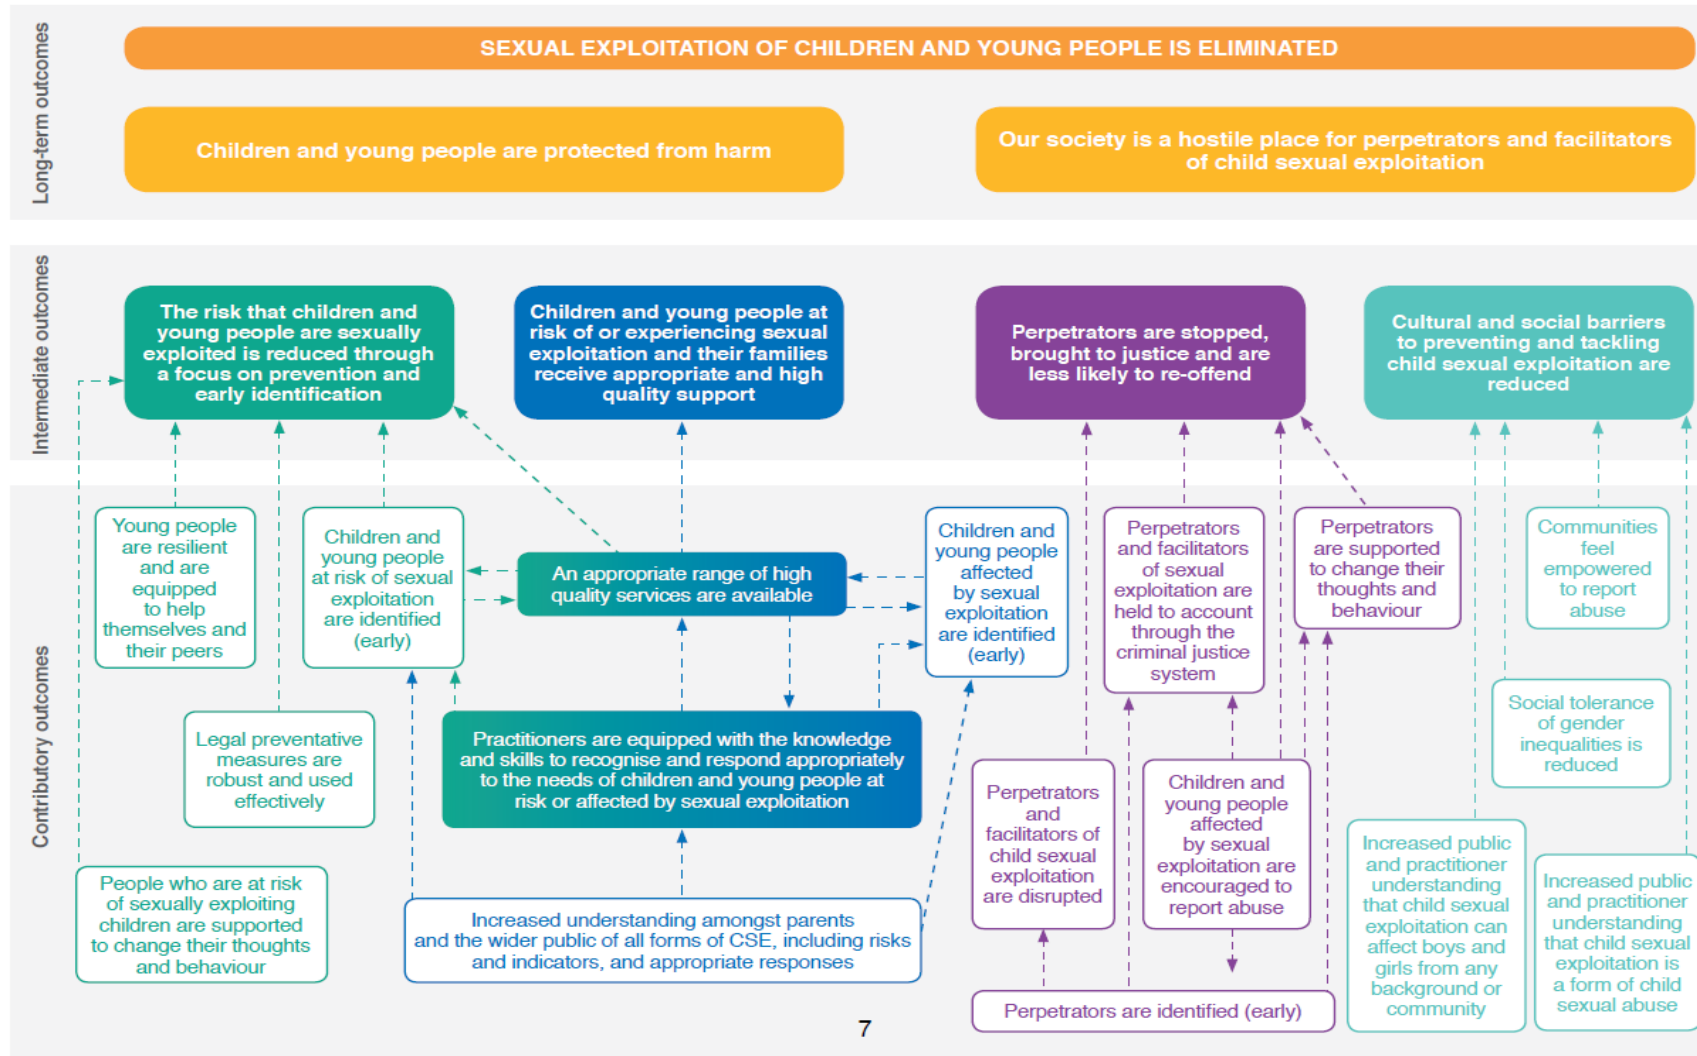 Long-term outcomes
SEXUAL EXPLOITATION OF CHILDREN AND YOUNG PEOPLE IS ELIMINATED
Children and young people are protected from harm
Our society is a hostile place for perpetrators and facilitators
of child sexual exploitation
Intermediate outcomes
The risk that children and
young people are sexually
exploited is reduced through
a focus on prevention and
early identification
Children and young people at
risk of or experiencing sexual
exploitation and their families
receive appropriate and high
quality support
Perpetrators are stopped,
brought to justice and are
less likely to re-offend
Cultural and social barriers
to preventing and tackling
child sexual exploitation are
reduced
Contributory outcomes
Young people
are resilient
and are
equipped
to help
themselves and
their peers
Children and
young people
at risk of sexual
exploitation
are identified
(early)
An appropriate range of high
quality services are available
Children and
young people
affected
by sexual
exploitation
are identified
(early)
Perpetrators
and facilitators
of sexual
exploitation are
held to account
through the
criminal justice
system
Perpetrators
are supported
to change their
thoughts and
behaviour
Communities
feel
empowered
to report
abuse
Legal preventative
measures are
robust and used
effectively
Practitioners are equipped with the knowledge
and skills to recognise and respond appropriately
to the needs of children and young people at
risk or affected by sexual exploitation
Social tolerance
of gender
inequalities is
reduced
Perpetrators
and
facilitators of
child sexual
exploitation
are disrupted
Children and
young people
affected
by sexual
exploitation are
encouraged to
report abuse
People who are at risk
of sexually exploiting
children are supported
to change their thoughts
and behaviour
Increased understanding amongst parents
and the wider public of all forms of CSE, including risks
and indicators, and appropriate responses
Increased public
and practitioner
understanding
that child sexual
exploitation can
affect boys and
girls from any
background or
community
Increased public
and practitioner
understanding
that child sexual
exploitation is
a form of child
sexual abuse
Perpetrators are identified (early)
7